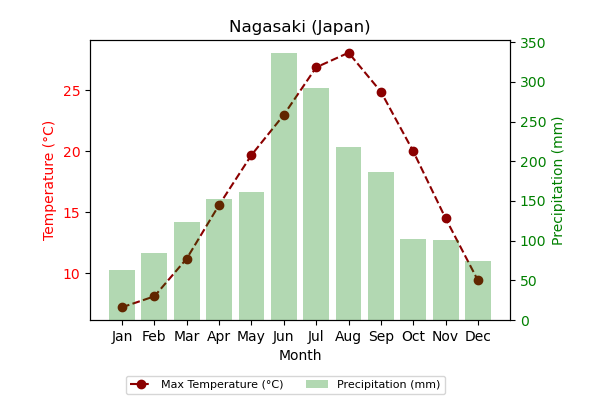 Nagasaki (Japan)
Temperature (°C)
25
20
15
10
350
300
250
200
150
100
50
0
Precipitation (mm)
Jan Feb Mar Apr May Jun Jul Aug Sep Oct Nov Dec
Month
Max Temperature (°C) Precipitation (mm)